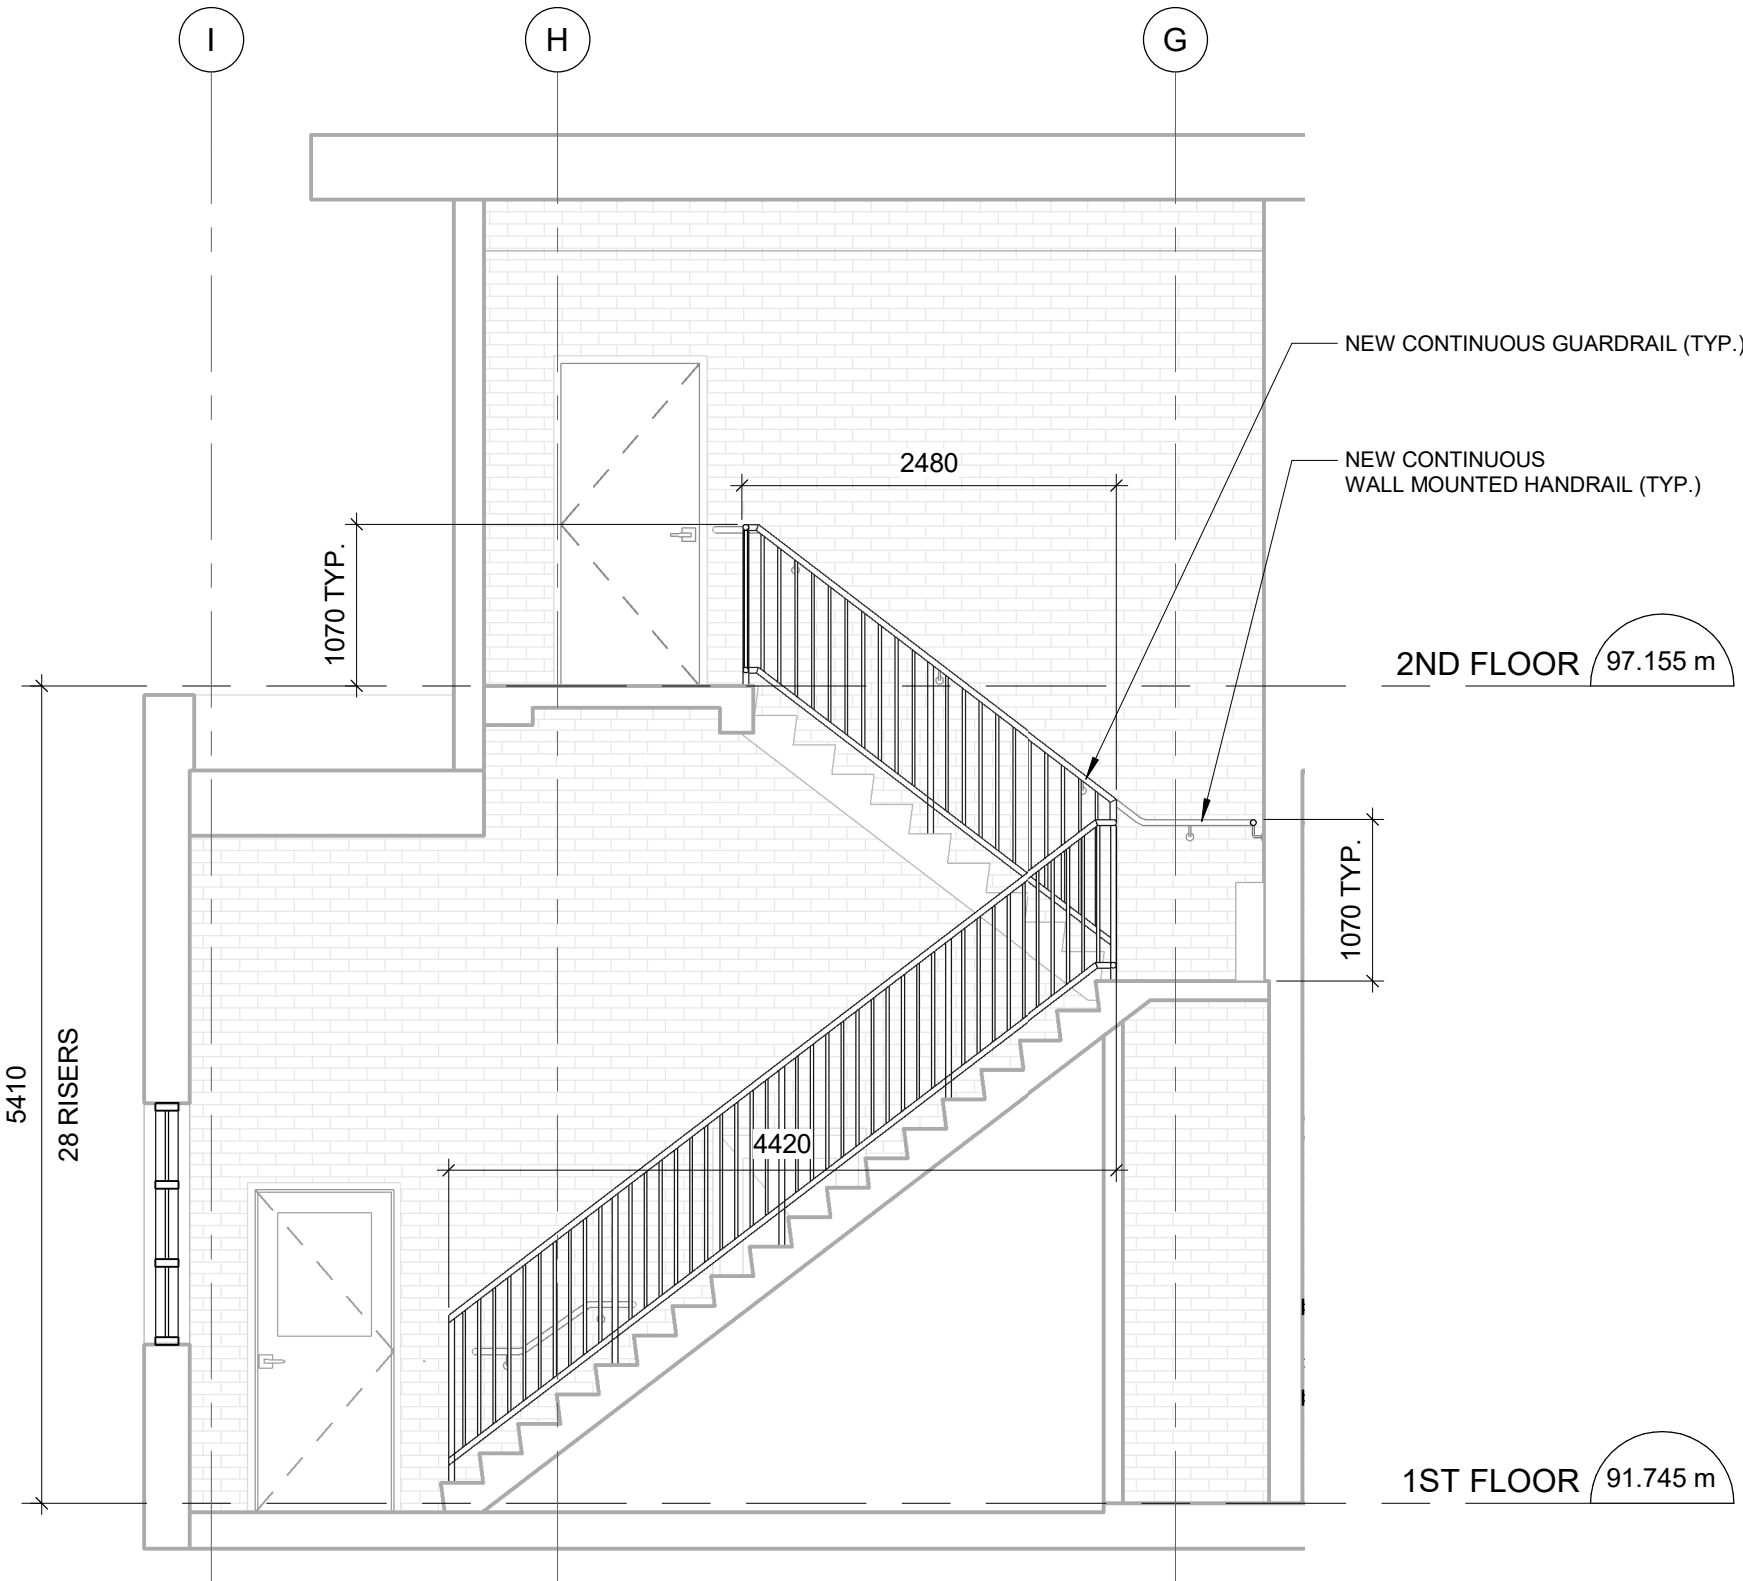 I
H
G
NEW CONTINUOUS GUARDRAIL (TYP.)
2480
NEW CONTINUOUS
WALL MOUNTED HANDRAIL (TYP.)
1070 TYP.
2ND FLOOR 97.155 m
1070 TYP.
5410
28 RISERS
4420
1ST FLOOR 91.745 m